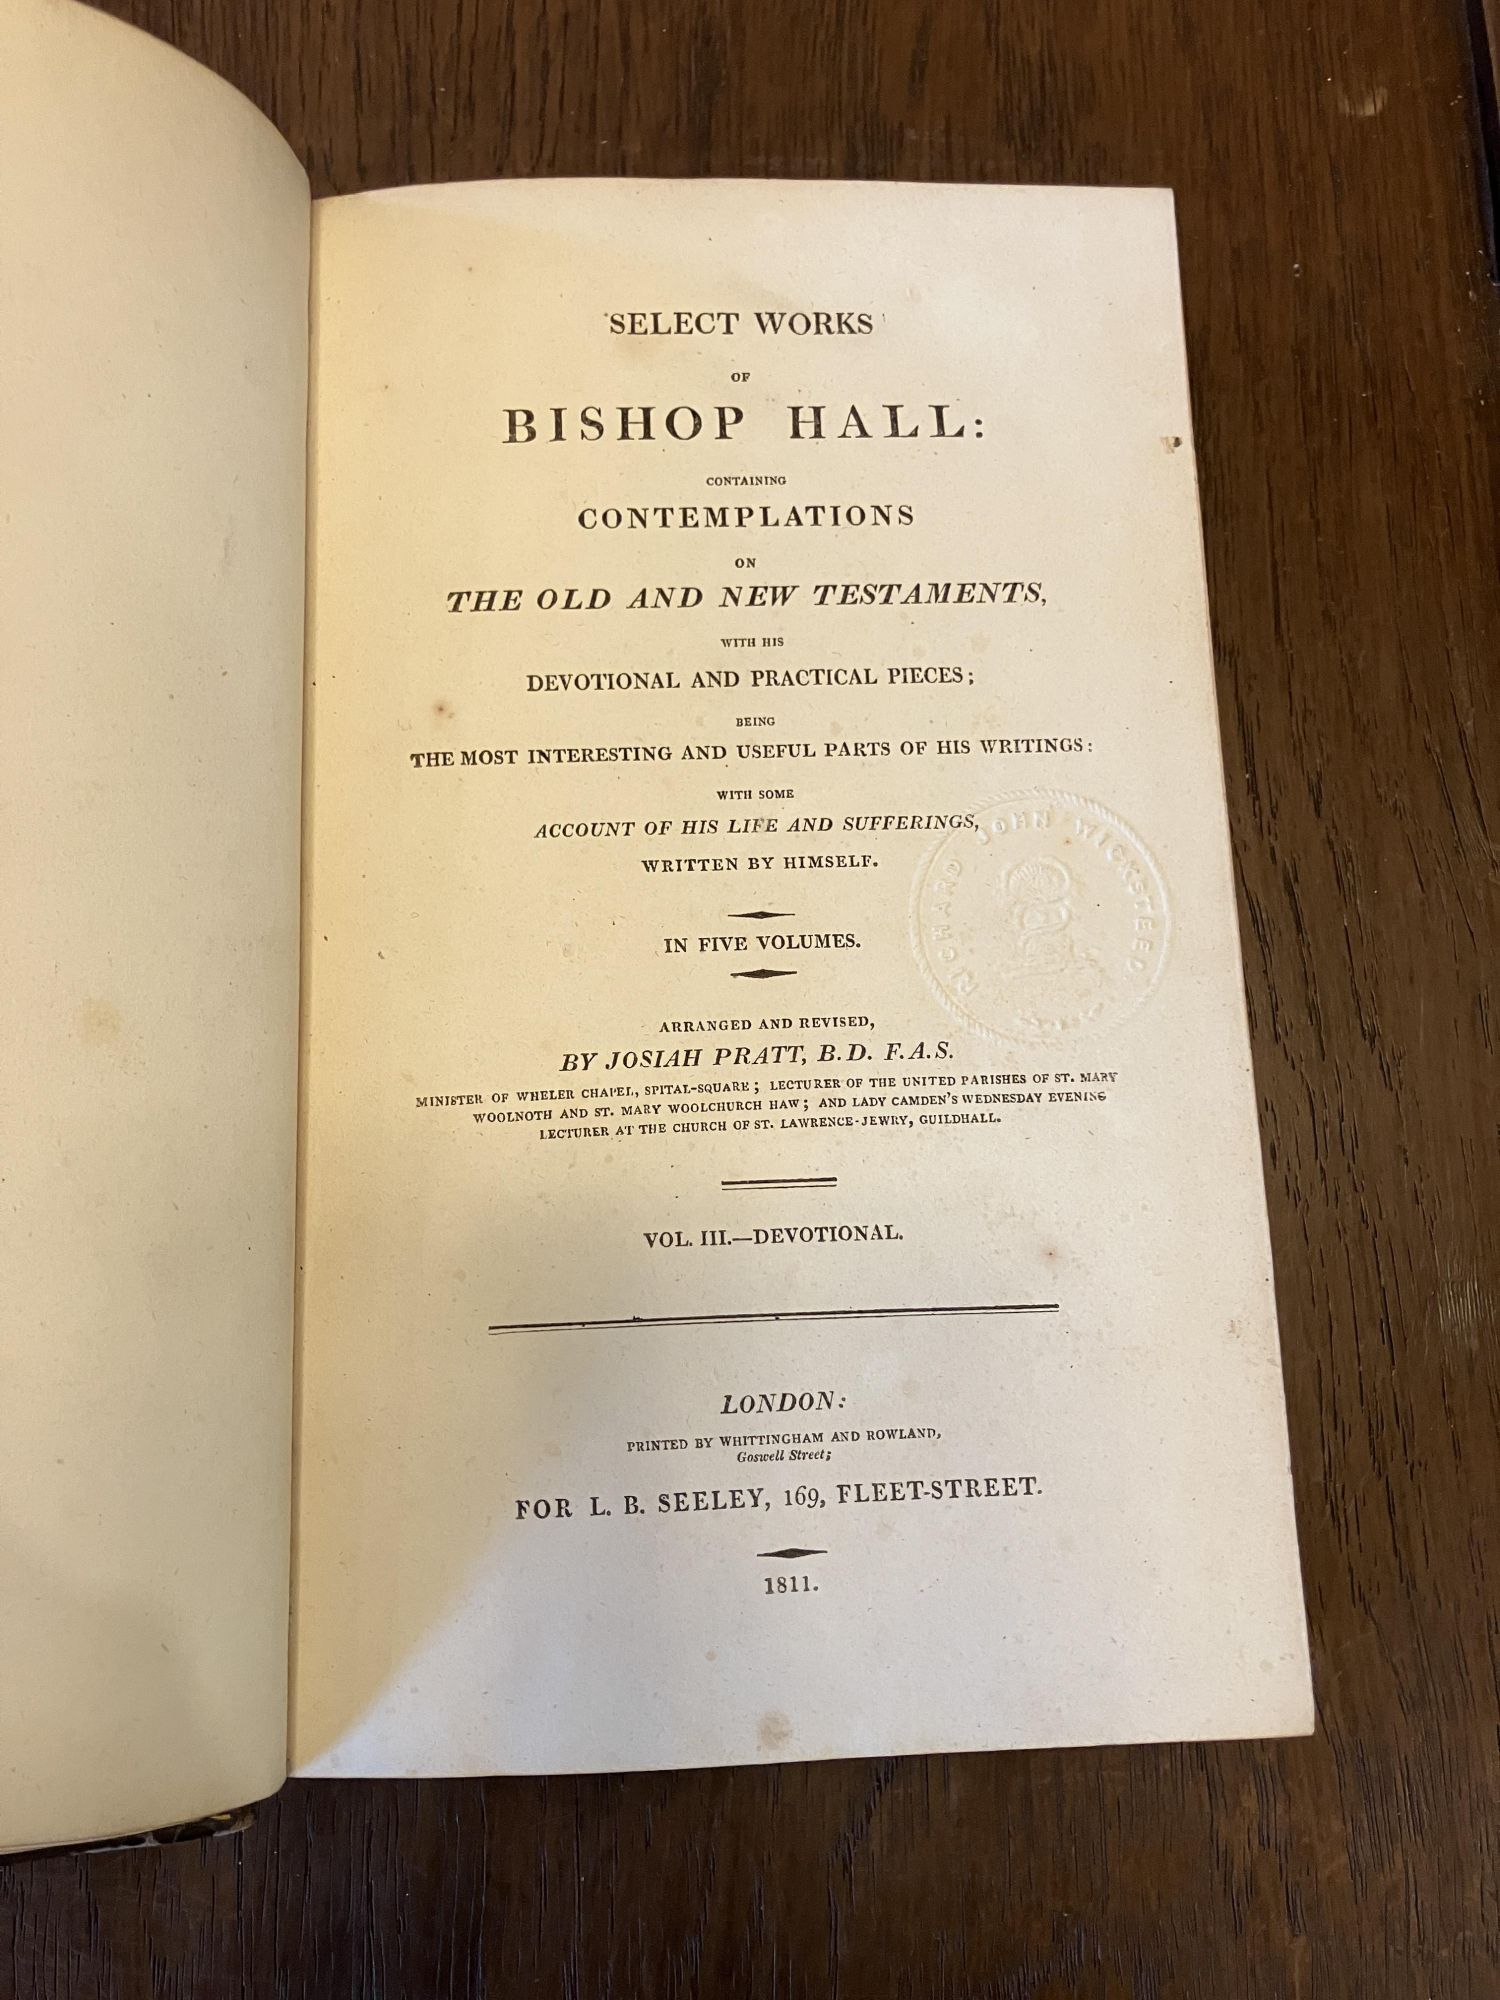 SELECT WORKS
OF
BISHOP HALL:
CONTAINING
CONTEMPLATIONS
ON
THE OLD AND NEW TESTAMENTS,
WITH HIS
DEVOTIONAL AND PRACTICAL PIECES;
BEING
THE MOST INTERESTING AND USEFUL PARTS OF HIS WRITINGS:
WITH SOME
ACCOUNT OF HIS LIFE AND SUFFERINGS,
WRITTEN BY HIMSELF.
RICHARD JOHN WICKSTEED
IN FIVE VOLUMES.
ARRANGED AND REVISED,
BY JOSIAH PRATT, B.D. F.A.S.
MINISTER OF WHELER CHAPEL, SPITAL-SQUARE; LECTURER OF THE UNITED PARISHES OF ST. MARY
WOOLNOTH AND ST. MARY WOOLCHURCH HAW; AND LADY CAMDEN'S WEDNESDAY EVENING
LECTURER AT THE CHURCH OF ST. LAWRENCE-JEWRY, GUILDHALL.
VOL. III.—DEVOTIONAL.
LONDON:
PRINTED BY WHITTINGHAM AND ROWLAND,
Goswell Street;
FOR L. B. SEELEY, 169, FLEET-STREET.
1811.